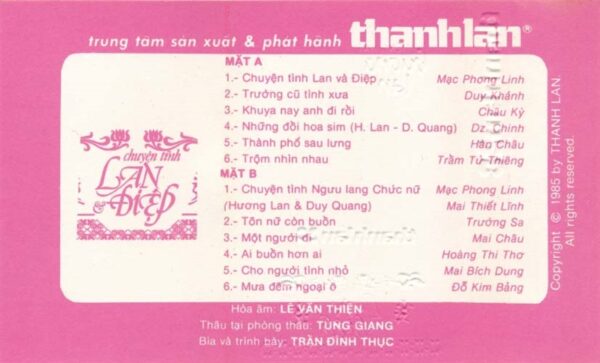 trung tâm sản xuất & phát hành thanhlan®
MẶT A
1.- Chuyện tình Lan và Điệp Mạc Phong Linh
2.- Trướng cũ tình xưa Duy Khánh
3.- Khuya nay anh đi rồi Châu Kỳ
4.- Những đồi hoa sim (H. Lan - D. Quang) Dz. Chinh
5.- Thành phố sau lưng Hàn Châu
6.- Trộm nhìn nhau Trầm Tử Thiêng
MẶT B
1.- Chuyện tình Ngưu lang Chức nữ Mạc Phong Linh
(Hương Lan & Duy Quang) Mai Thiết Lĩnh
2.- Tôn nữ còn buồn Trướng Sa
3.- Một người đi Mai Châu
4.- Ai buồn hơn ai Hoàng Thi Thơ
5.- Cho người tình nhỏ Mai Bích Dung
6.- Mưa đêm ngoại ô Đỗ Kim Bảng
chuyện tình
LAN
& ĐIỆP
Hòa âm: LÊ VĂN THIỆN
Thâu tại phòng thâu: TÙNG GIANG
Bìa và trình bày: TRẦN ĐÌNH THỤC
Copyright © 1985 by THANH LAN.
All rights reserved.